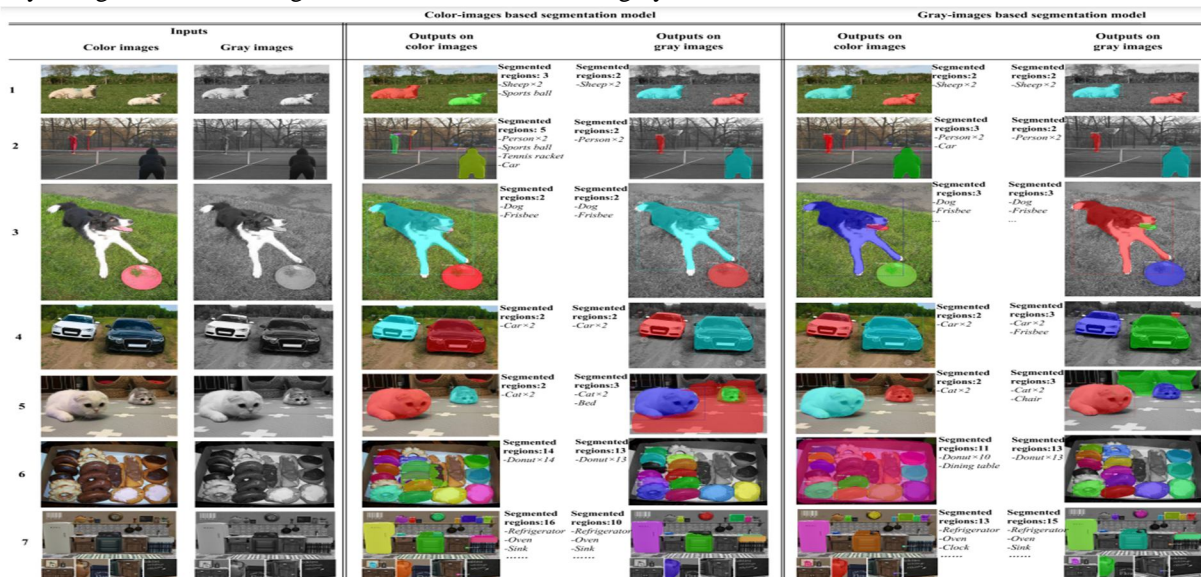 Color-images based segmentation model
Gray-images based segmentation model
Inputs
Color images
Gray images
Outputs on
color images
Outputs on
gray images
Outputs on
color images
Outputs on
gray images
1
Segmented
regions: 3
-Sheep×2
-Sports ball
Segmented
regions:2
-Sheep×2
Segmented
regions:2
-Sheep×2
Segmented
regions:2
-Sheep×2
2
Segmented
regions: 5
-Person×2
-Sports ball
-Tennis racket
-Car
Segmented
regions:2
-Person×2
Segmented
regions:3
-Person×2
-Car
Segmented
regions:2
-Person×2
3
Segmented
regions:2
-Dog
-Frisbee
Segmented
regions:2
-Dog
-Frisbee
Segmented
regions:3
-Dog
-Frisbee
...
Segmented
regions:3
-Dog
-Frisbee
...
4
Segmented
regions:2
-Car×2
Segmented
regions:2
-Car×2
Segmented
regions:2
-Car×2
Segmented
regions:3
-Car×2
-Frisbee
5
Segmented
regions:2
-Cat×2
Segmented
regions:3
-Cat×2
-Bed
Segmented
regions:2
-Cat×2
Segmented
regions:3
-Cat×2
-Chair
6
Segmented
regions:14
-Donut×14
Segmented
regions:13
-Donut×13
Segmented
regions:11
-Donut×10
-Dining table
Segmented
regions:13
-Donut×13
7
Segmented
regions:16
-Refrigerator
-Oven
-Sink
......
Segmented
regions:10
-Refrigerator
-Oven
-Sink
......
Segmented
regions:13
-Refrigerator
-Oven
-Clock
......
Segmented
regions:15
-Refrigerator
-Oven
-Sink
......